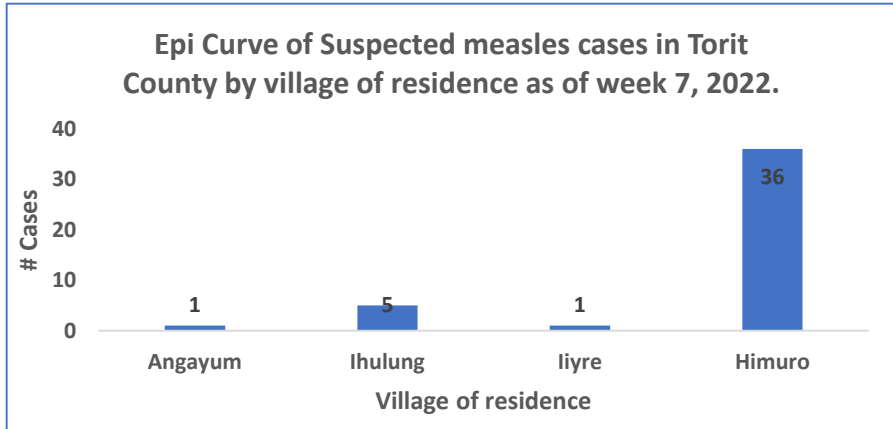 Epi Curve of Suspected measles cases in Torit
County by village of residence as of week 7, 2022.
40
30
20
10
0
# Cases
1
5
1
36
Angayum
Ihulung
Iiyre
Himuro
Village of residence